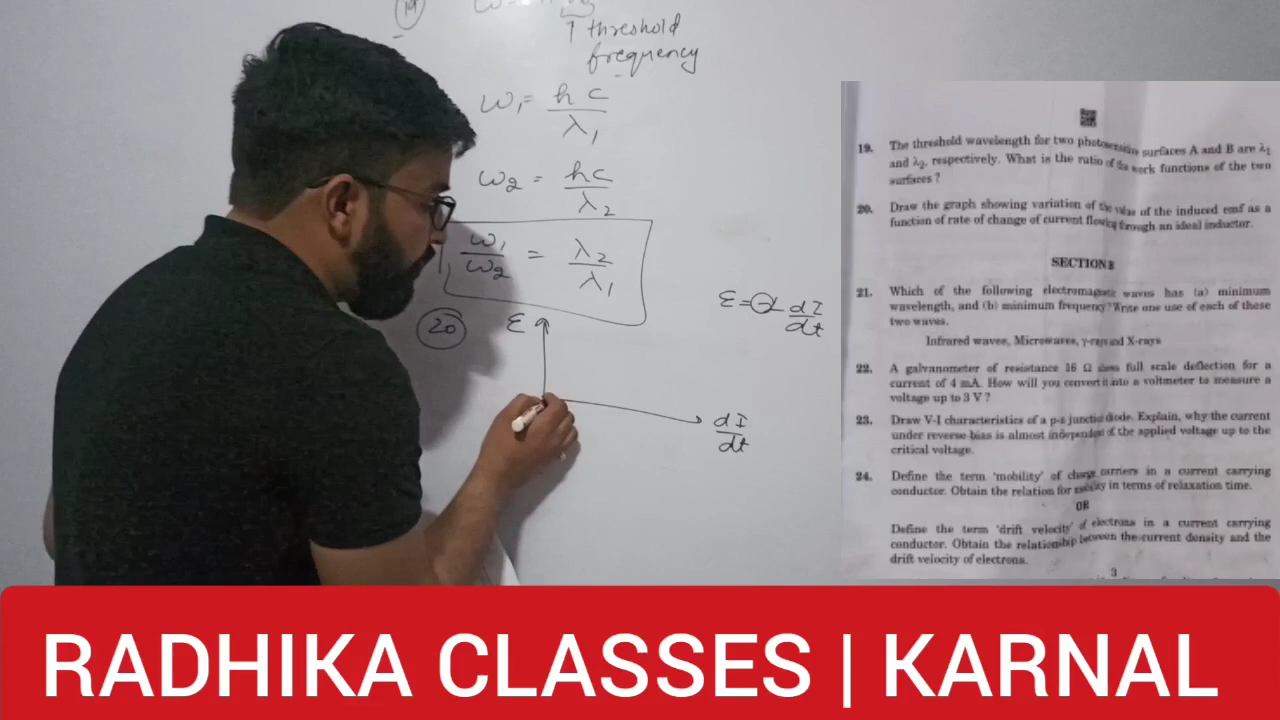 19
↑ threshold
frequency
ω₁ = hc/λ₁
ω₂ = hc/λ₂
ω₁/ω₂ = λ₂/λ₁
20
ε
dI/dt
ε = - L dI/dt
19. The threshold wavelength for two photosensitive surfaces A and B are λ₁
and λ₂, respectively. What is the ratio of the work functions of the two
surfaces ?
20. Draw the graph showing variation of the value of the induced emf as a
function of rate of change of current flowing through an ideal inductor.
SECTION B
21. Which of the following electromagnetic waves has (a) minimum
wavelength, and (b) minimum frequency? Write one use of each of these
two waves.
Infrared waves, Microwaves, γ-rays and X-rays
22. A galvanometer of resistance 16 Ω shows full scale deflection for a
current of 4 mA. How will you convert it into a voltmeter to measure a
voltage up to 3 V ?
23. Draw V-I characteristics of a p-n junction diode. Explain, why the current
under reverse bias is almost independent of the applied voltage up to the
critical voltage.
24. Define the term 'mobility' of charge carriers in a current carrying
conductor. Obtain the relation for mobility in terms of relaxation time.
OR
Define the term 'drift velocity' of electrons in a current carrying
conductor. Obtain the relationship between the current density and the
drift velocity of electrons.
3
RADHIKA CLASSES | KARNAL